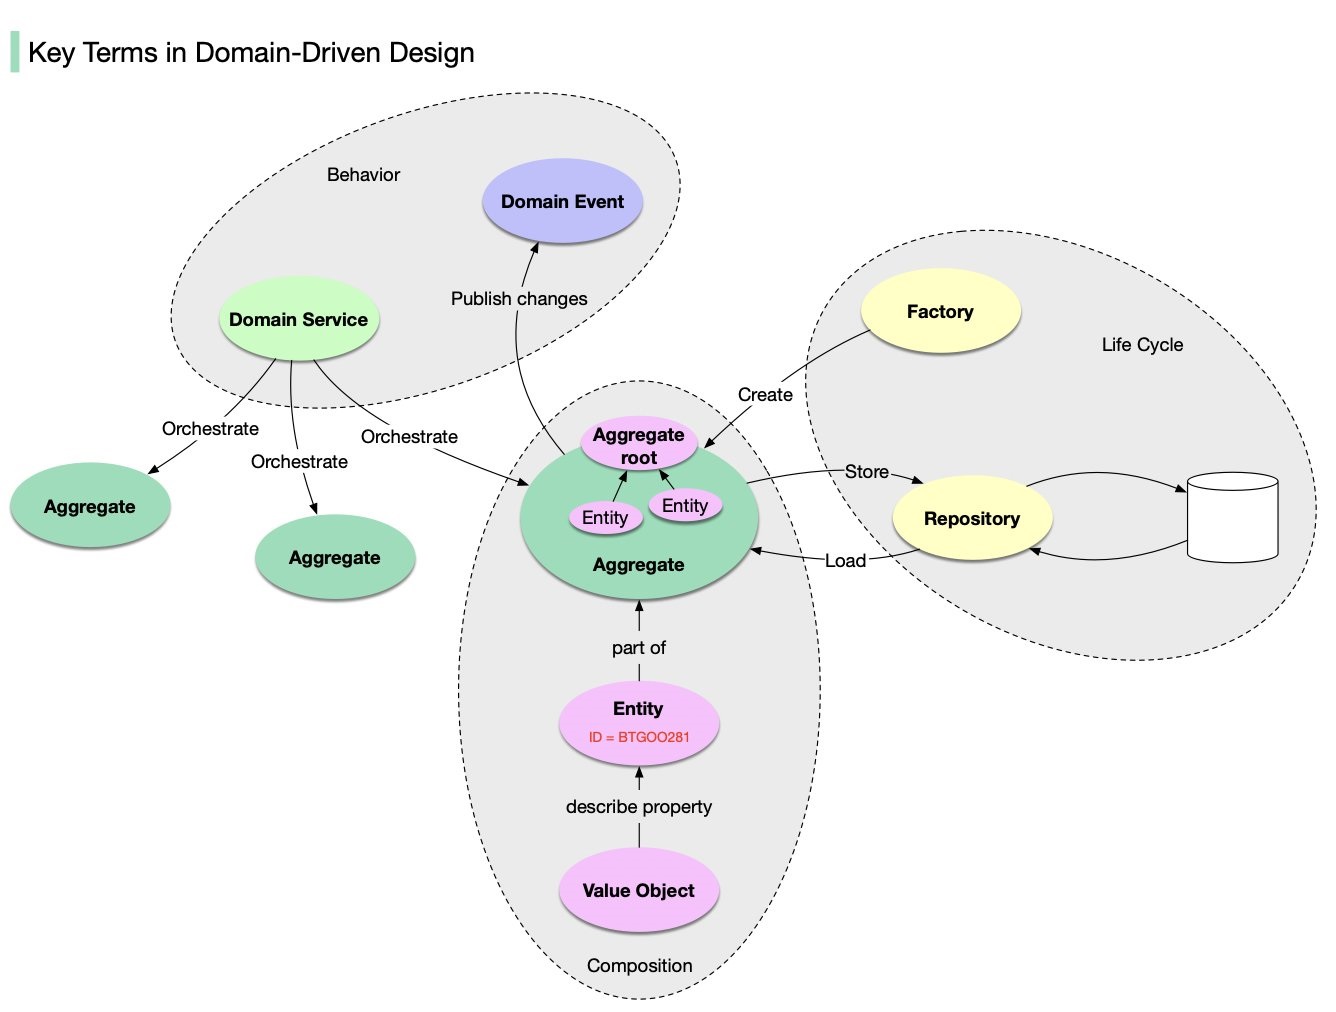 Key Terms in Domain-Driven Design
Behavior
Domain Event
Publish changes
Domain Service
Factory
Life Cycle
Create
Orchestrate
Orchestrate
Orchestrate
Aggregate
root
Entity
Entity
Aggregate
Store
Repository
Load
Aggregate
Aggregate
part of
Entity
ID = BTGOO281
describe property
Value Object
Composition